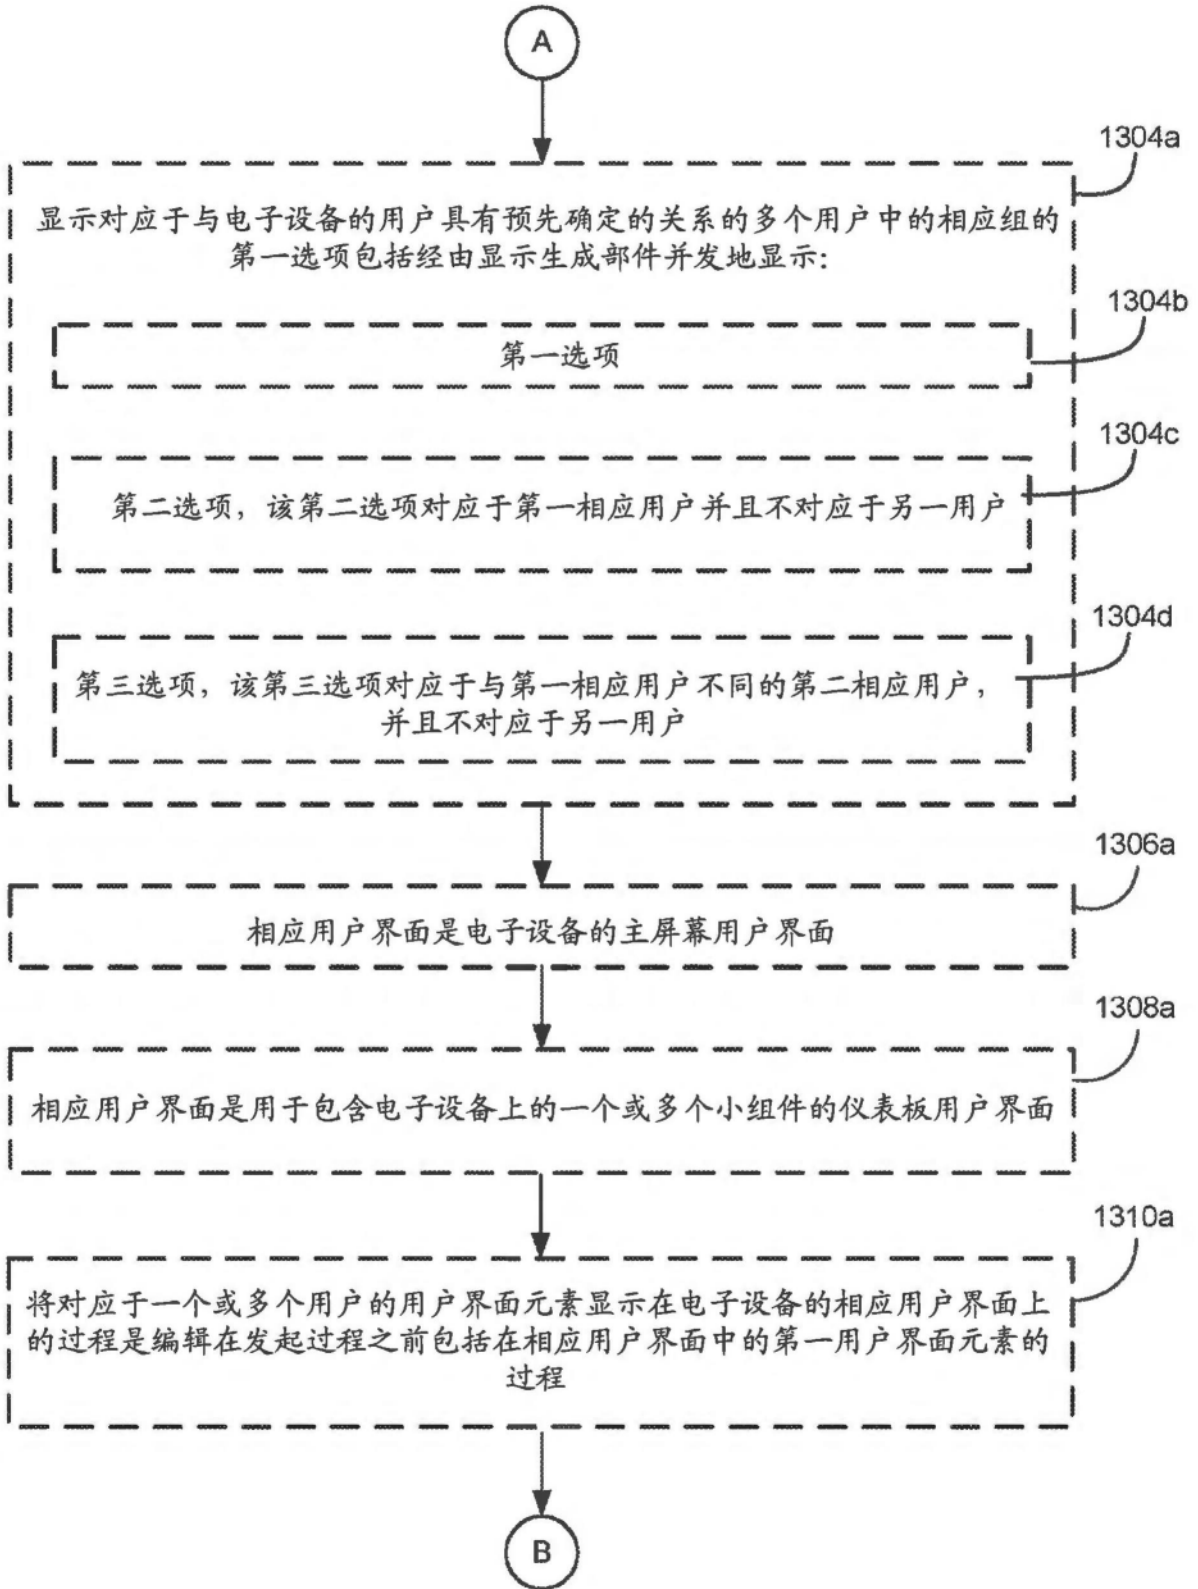 A
1304a
显示对应于与电子设备的用户具有预先确定的关系的多个用户中的相应组的
第一选项包括经由显示生成部件并发地显示：
1304b
第一选项
1304c
第二选项，该第二选项对应于第一相应用户并且不对应于另一用户
1304d
第三选项，该第三选项对应于与第一相应用户不同的第二相应用户，
并且不对应于另一用户
1306a
相应用户界面是电子设备的主屏幕用户界面
1308a
相应用户界面是用于包含电子设备上的一个或多个小组件的仪表板用户界面
1310a
将对应于一个或多个用户的用户界面元素显示在电子设备的相应用户界面上
的过程是编辑在发起过程之前包括在相应用户界面中的第一用户界面元素的
过程
B